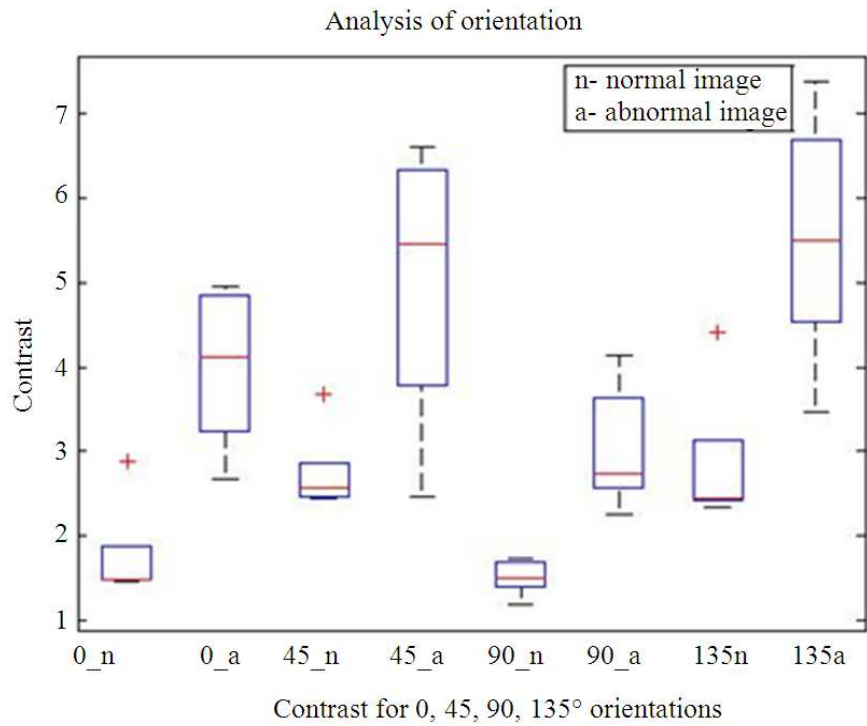 Analysis of orientation
n- normal image
a- abnormal image
Contrast
7
6
5
4
3
2
1
0_n 0_a 45_n 45_a 90_n 90_a 135n 135a
Contrast for 0, 45, 90, 135° orientations